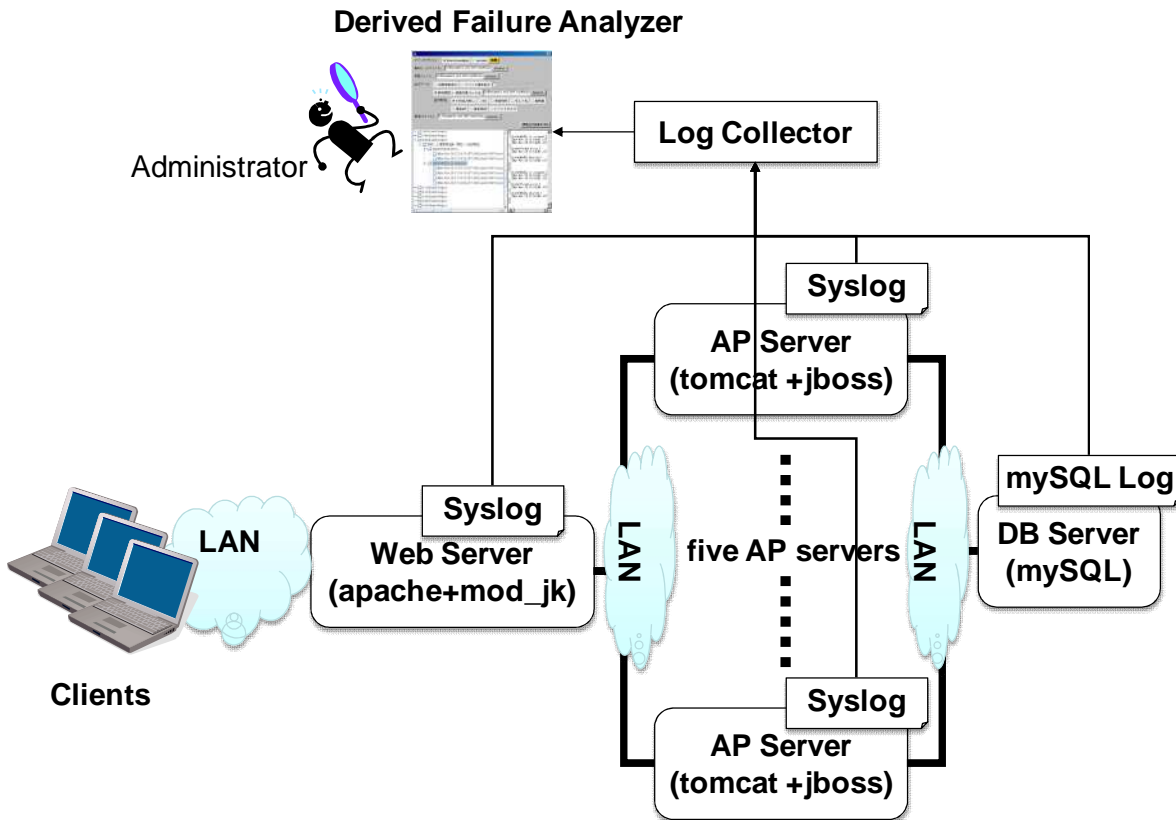 Derived Failure Analyzer
Administrator
Log Collector
Syslog
AP Server
(tomcat +jboss)
Syslog
mySQL Log
LAN
Web Server
(apache+mod_jk)
LAN
five AP servers
LAN
DB Server
(mySQL)
Clients
Syslog
AP Server
(tomcat +jboss)